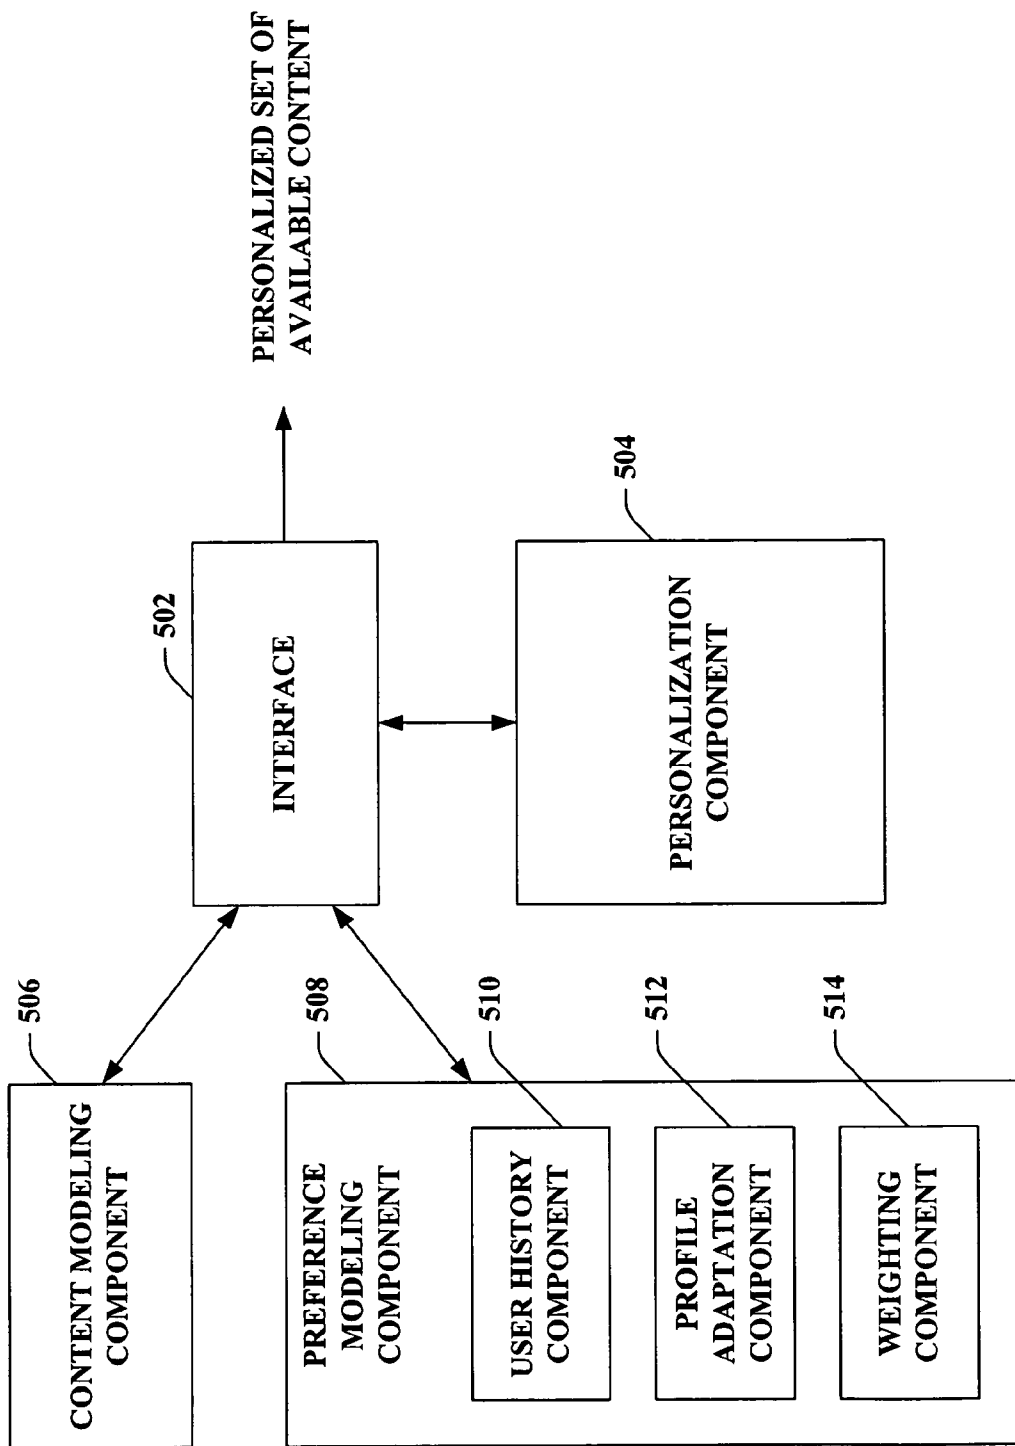 506
CONTENT MODELING
COMPONENT
508
PREFERENCE
MODELING
COMPONENT
510
USER HISTORY
COMPONENT
512
PROFILE
ADAPTATION
COMPONENT
514
WEIGHTING
COMPONENT
502
INTERFACE
504
PERSONALIZATION
COMPONENT
PERSONALIZED SET OF
AVAILABLE CONTENT